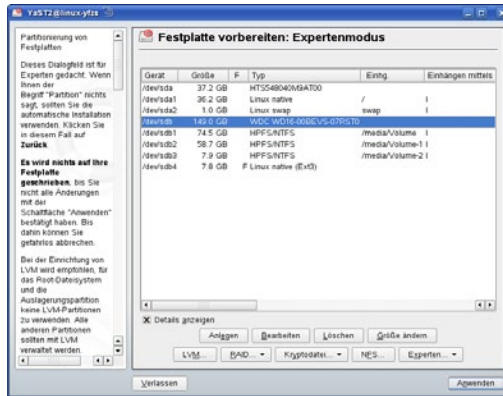 YaST2@linux-yfzs
Partitionierung von
Festplatten
Dieses Dialogfeld ist für
Experten gedacht. Wenn
Ihnen der
Begriff "Partition" nichts
sagt, sollten Sie die
automatische Installation
verwenden. Klicken Sie
in diesem Fall auf
Zurück.
Es wird nichts auf Ihre
Festplatte
geschrieben, bis Sie
nicht alle Änderungen
mit der
Schaltfläche "Anwenden"
bestätigt haben. Bis
dahin können Sie
gefahrlos abbrechen.
Bei der Einrichtung von
LVM wird empfohlen, für
das Root-Dateisystem
und die
Auslagerungspartition
keine LVM-Partitionen
zu verwenden. Alle
anderen Partitionen
sollten mit LVM
verwaltet werden.
Festplatte vorbereiten: Expertenmodus
Gerät Größe F Typ Einhg. Einhängen mittels
/dev/sda 37.2 GB HTS548040M9AT00
/dev/sda1 36.2 GB Linux native / I
/dev/sda2 1.0 GB Linux swap swap I
/dev/sdb 149.0 GB WDC WD16-00BEVS-07RST0
/dev/sdb1 74.5 GB HPFS/NTFS /media/Volume I
/dev/sdb2 58.7 GB HPFS/NTFS /media/Volume-1 I
/dev/sdb3 7.9 GB HPFS/NTFS /media/Volume-2 I
/dev/sdb4 7.8 GB F Linux native (Ext3)
Details anzeigen
Anlegen Bearbeiten Löschen Größe ändern
LVM... RAID... Kryptodatei... NFS... Experten...
Verlassen Anwenden